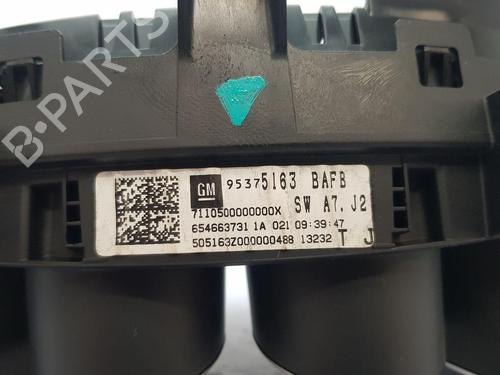 B-PARTS
GM 95375163 BAFB
7110500000000X SW A7.J2
654663731 1A 021 09:39:47
505163Z000000488 13232 T J